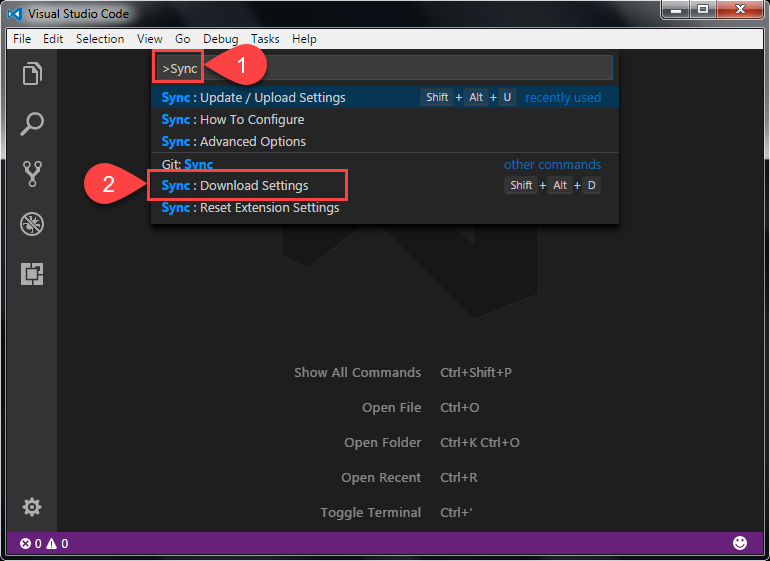 Visual Studio Code
File Edit Selection View Go Debug Tasks Help
>Sync 1
Sync : Update / Upload Settings Shift + Alt + U recently used
Sync : How To Configure
Sync : Advanced Options
Git: Sync other commands
2 Sync : Download Settings Shift + Alt + D
Sync : Reset Extension Settings
Show All Commands Ctrl+Shift+P
Open File Ctrl+O
Open Folder Ctrl+K Ctrl+O
Open Recent Ctrl+R
Toggle Terminal Ctrl+'
0 0